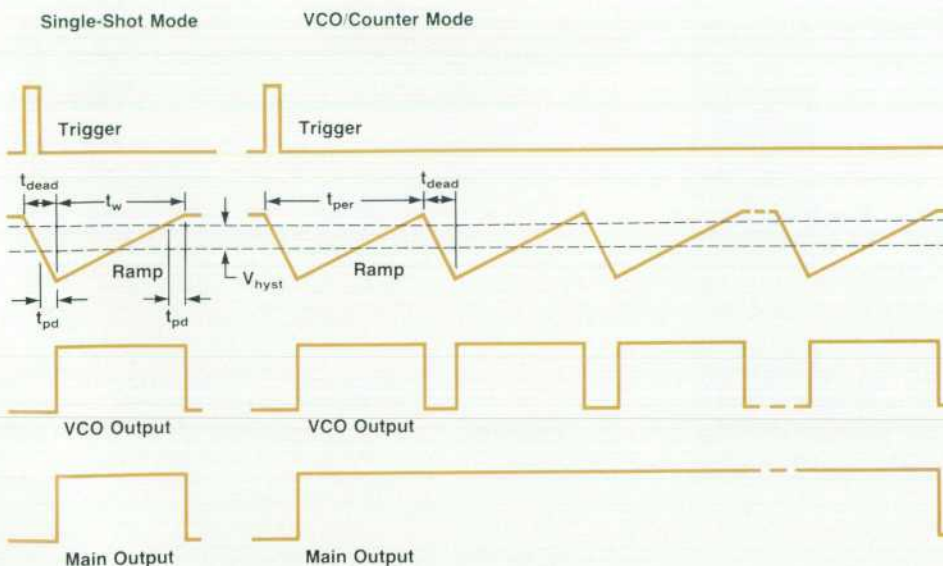 Single-Shot Mode
VCO/Counter Mode
Trigger
Trigger
tdead
tw
tper
tdead
Ramp
Vhyst
Ramp
tpd
tpd
VCO Output
VCO Output
Main Output
Main Output